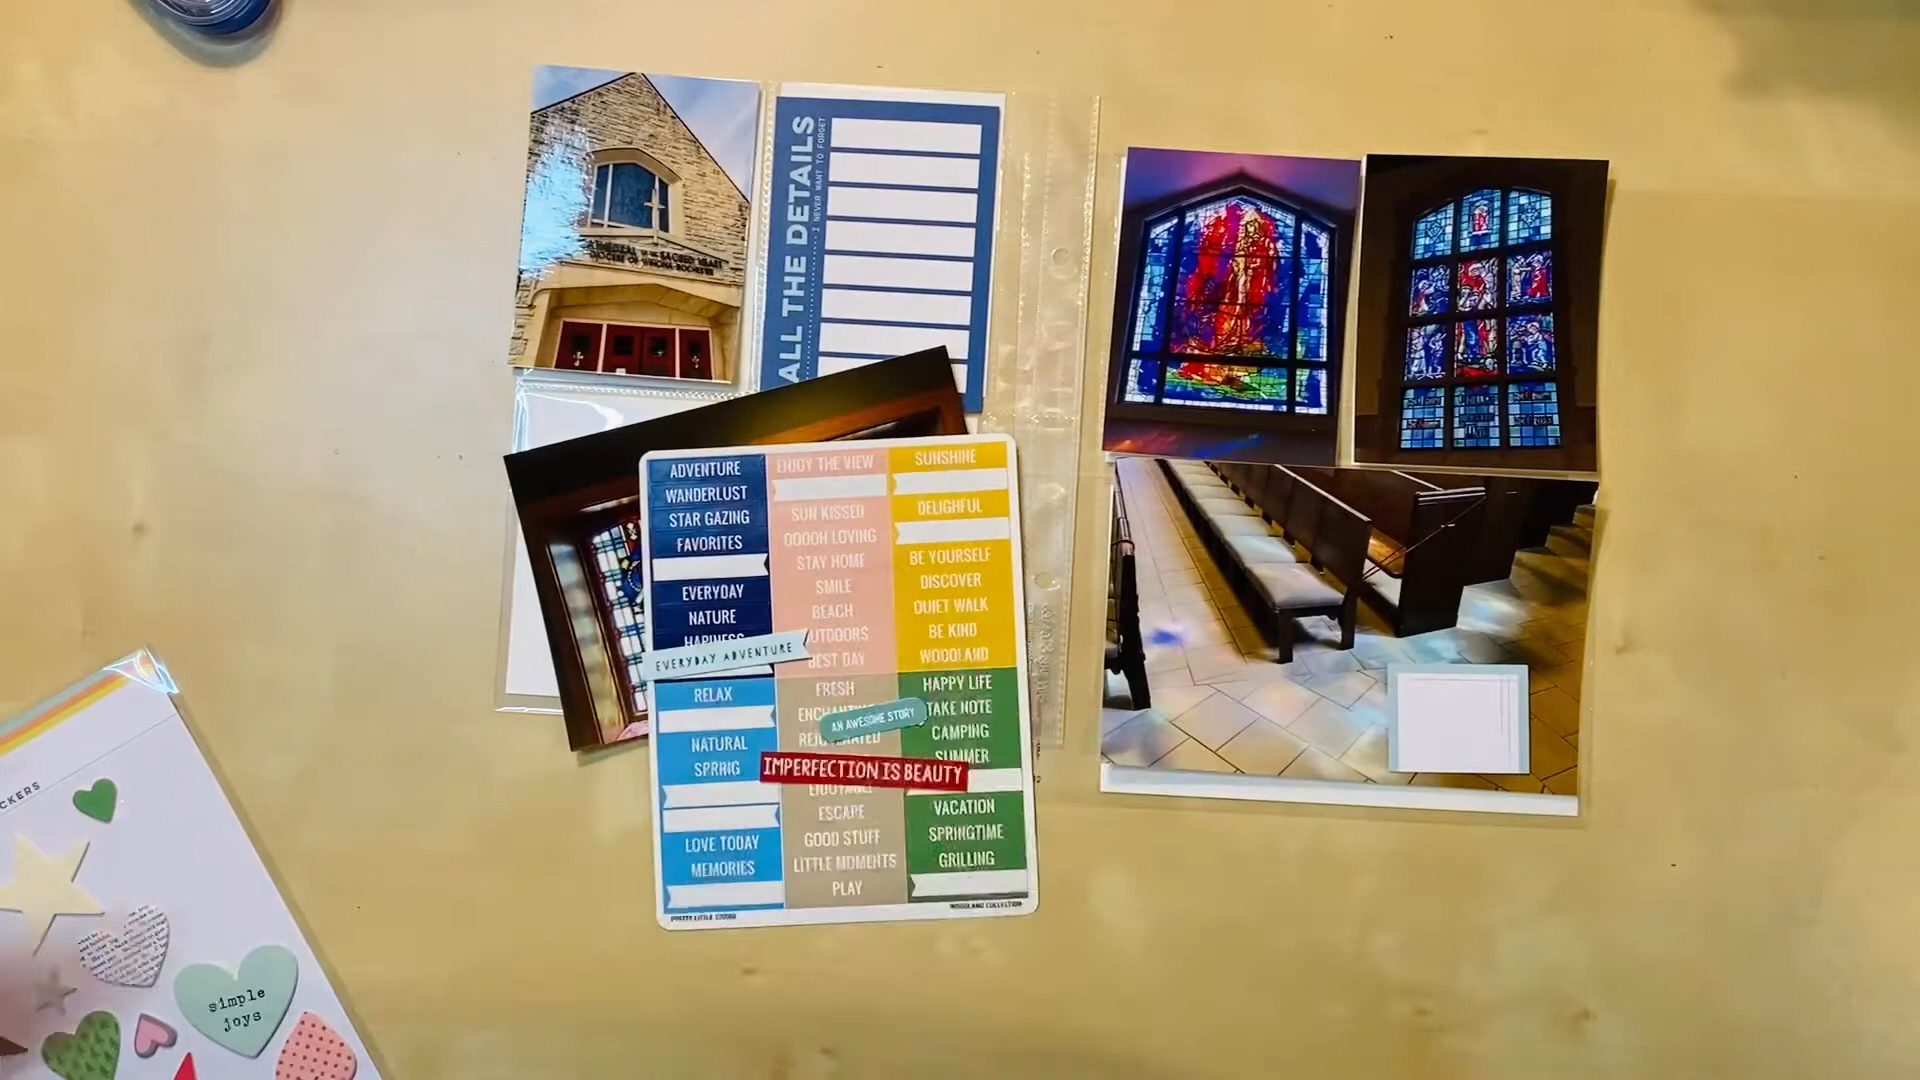 CATHEDRAL OF THE SACRED HEART
DIOCESE OF WINONA-ROCHESTER
ALL THE DETAILS
I NEVER WANT TO FORGET
ADVENTURE
WANDERLUST
STAR GAZING
FAVORITES
EVERYDAY
NATURE
HAPINESS
EVERYDAY ADVENTURE
RELAX
NATURAL
SPRING
LOVE TODAY
MEMORIES
ENJOY THE VIEW
SUN KISSED
OOOOH LOVING
STAY HOME
SMILE
BEACH
OUTDOORS
BEST DAY
FRESH
AN AWESOME STORY
IMPERFECTION IS BEAUTY
ESCAPE
GOOD STUFF
LITTLE MOMENTS
PLAY
SUNSHINE
DELIGHFUL
BE YOURSELF
DISCOVER
QUIET WALK
BE KIND
WOODLAND
HAPPY LIFE
TAKE NOTE
CAMPING
SUMMER
VACATION
SPRINGTIME
GRILLING
PRETTY LITTLE STUDIO
WOODLAND COLLECTION
CKERS
simple
joys